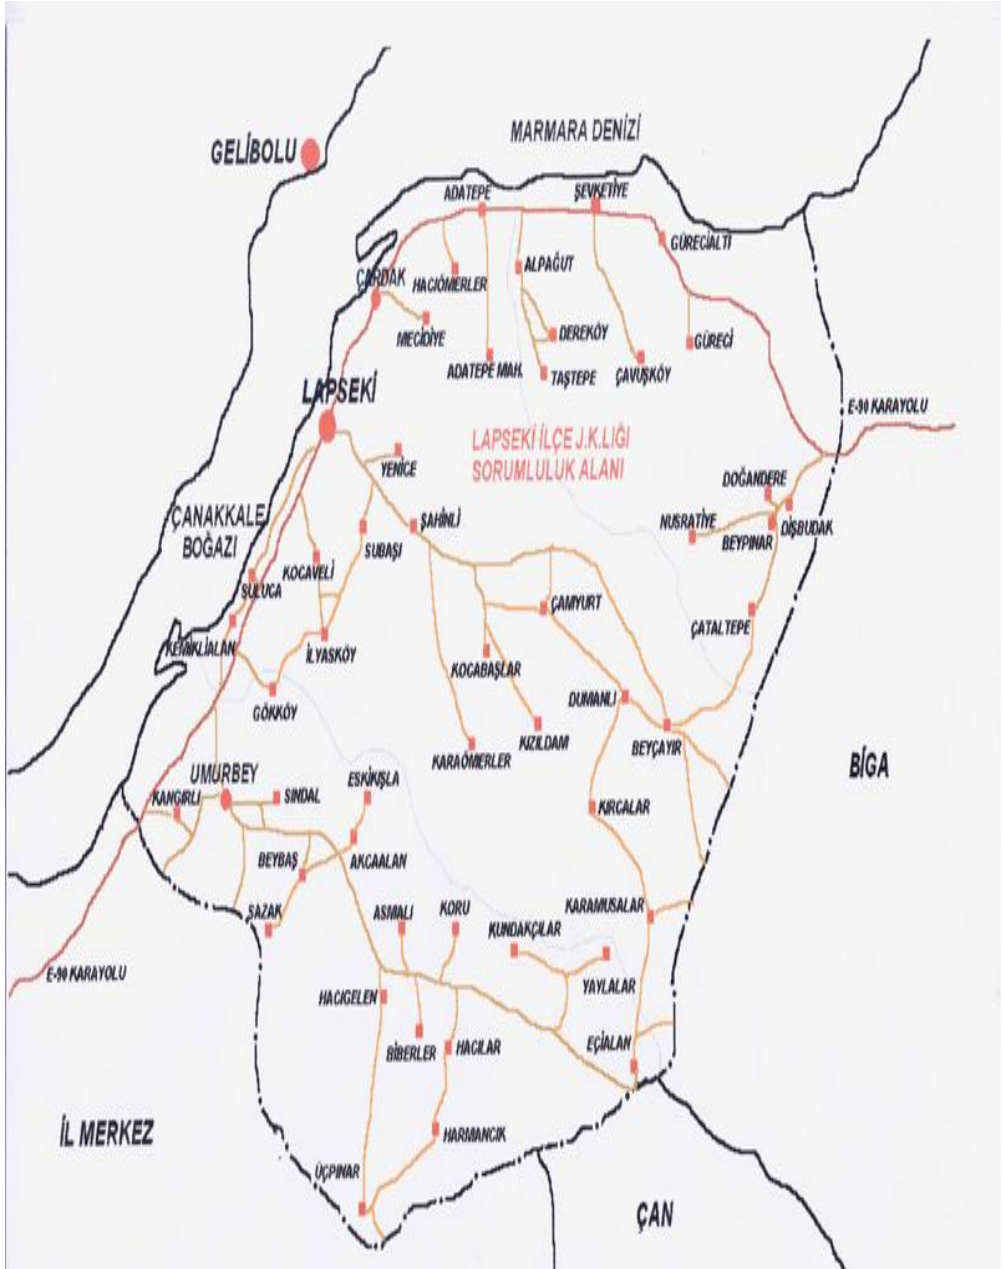 MARMARA DENİZİ
GELİBOLU
ADATEPE
ŞEVKETİYE
GÜRECİALTI
ALPAĞUT
ÇARDAK
HACIÖMERLER
MECİDİYE
DEREKÖY
GÜRECİ
ADATEPE MAH.
TAŞTEPE
ÇAVUŞKÖY
LAPSEKİ
E-90 KARAYOLU
LAPSEKİ İLÇE J.K.LIĞI
SORUMLULUK ALANI
YENİCE
DOĞANDERE
ÇANAKKALE
BOĞAZI
ŞAHİNLİ
NUSRATİYE
BEYPINAR
DİŞBUDAK
SUBAŞI
KOCAVELİ
SULUCA
ÇAMYURT
ÇATALTEPE
KEMİKLİALAN
İLYASKÖY
KOCABAŞLAR
GÖKKÖY
DUMANLI
KIZILDAM
BEYÇAYIR
KARAÖMERLER
BİGA
UMURBEY
ESKİKIŞLA
KANGIRLI
SINDAL
KIRCALAR
BEYBAŞ
AKCAALAN
SAZAK
ASMALI
KORU
KARAMUSALAR
KUNDAKÇILAR
E-90 KARAYOLU
YAYLALAR
HACIGELEN
BİBERLER
HACILAR
EÇİALAN
İL MERKEZ
HARMANCIK
ÜÇPINAR
ÇAN